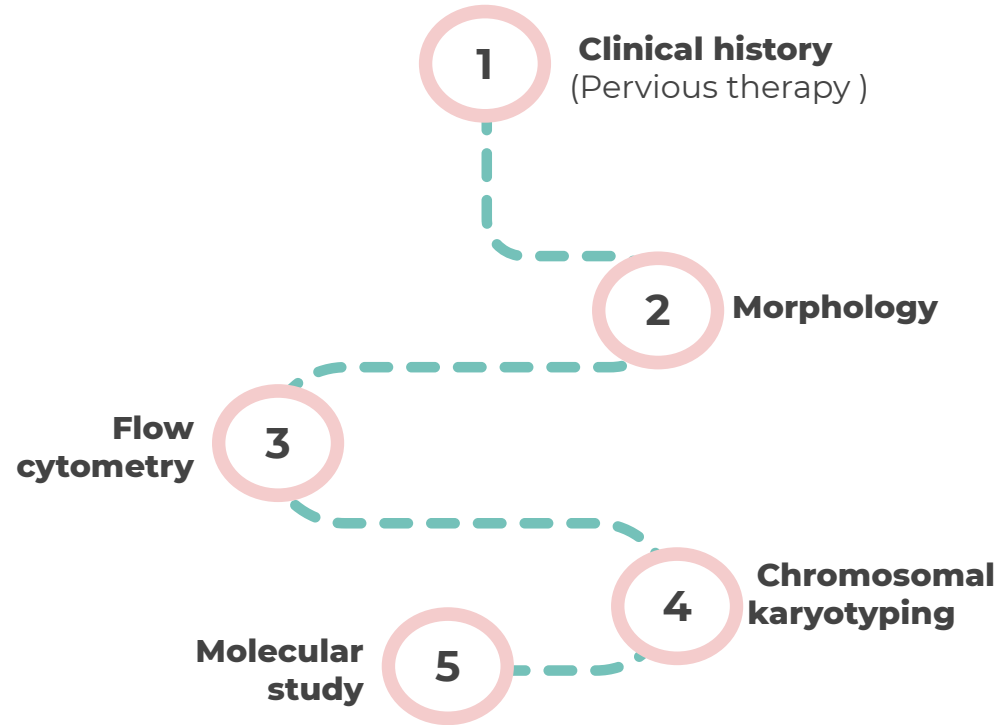 1
Clinical history
(Pervious therapy )
2
Morphology
3
Flow
cytometry
4
Chromosomal
karyotyping
5
Molecular
study